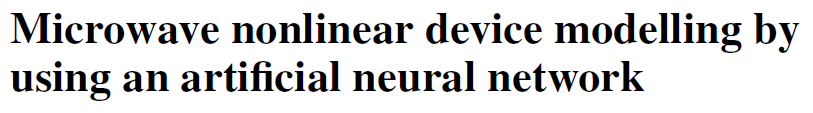 Microwave nonlinear device modelling by
using an artificial neural network